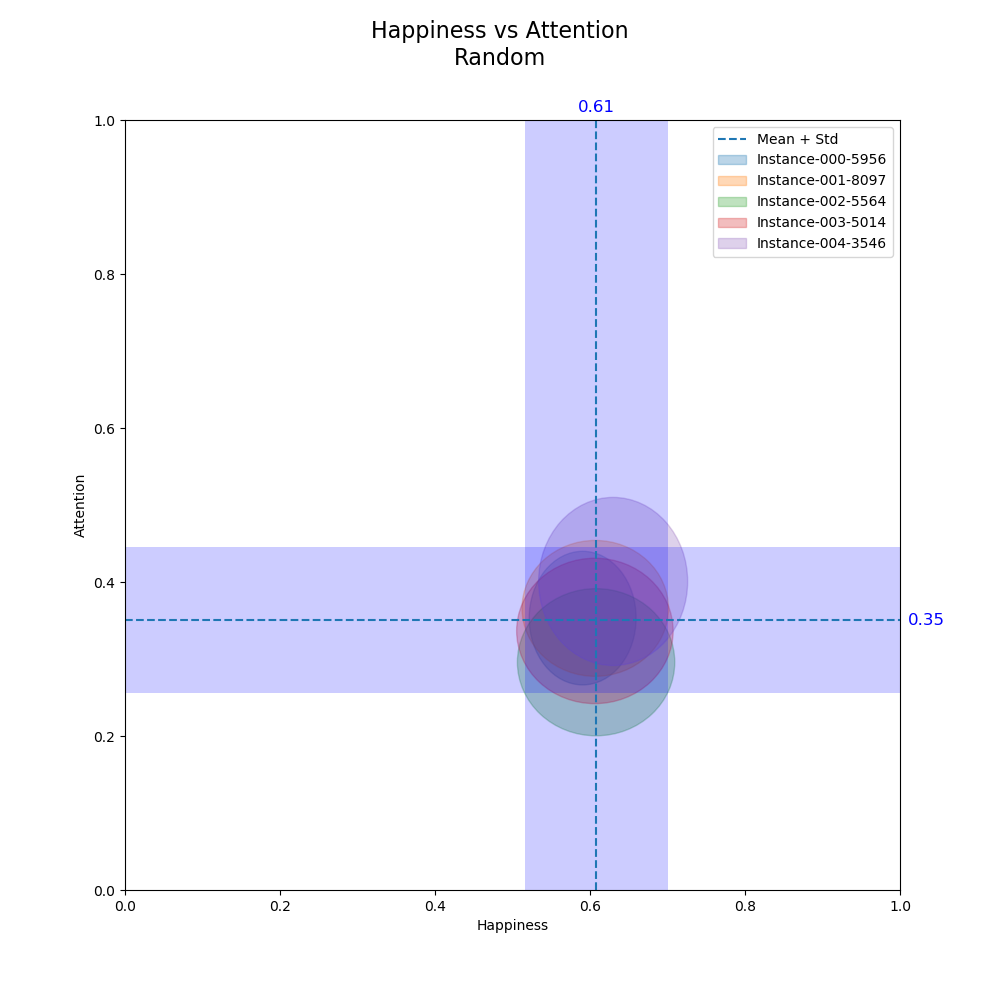 Happiness vs Attention
Random
0.61
1.0
Mean + Std
Instance-000-5956
Instance-001-8097
Instance-002-5564
Instance-003-5014
Instance-004-3546
0.8
0.6
Attention
0.4
0.35
0.2
0.0
0.0 0.2 0.4 0.6 0.8 1.0
Happiness